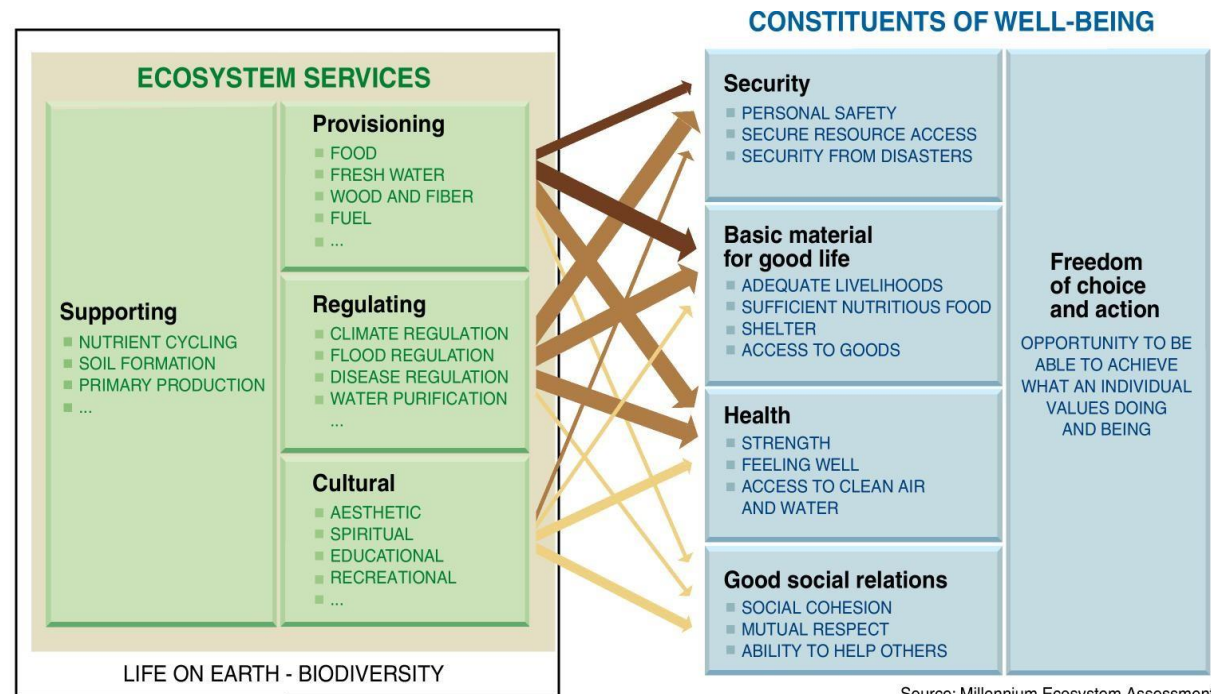 CONSTITUENTS OF WELL-BEING
ECOSYSTEM SERVICES
Supporting
NUTRIENT CYCLING
SOIL FORMATION
PRIMARY PRODUCTION
...
Provisioning
FOOD
FRESH WATER
WOOD AND FIBER
FUEL
...
Regulating
CLIMATE REGULATION
FLOOD REGULATION
DISEASE REGULATION
WATER PURIFICATION
...
Cultural
AESTHETIC
SPIRITUAL
EDUCATIONAL
RECREATIONAL
...
LIFE ON EARTH - BIODIVERSITY
Security
PERSONAL SAFETY
SECURE RESOURCE ACCESS
SECURITY FROM DISASTERS
Basic material
for good life
ADEQUATE LIVELIHOODS
SUFFICIENT NUTRITIOUS FOOD
SHELTER
ACCESS TO GOODS
Health
STRENGTH
FEELING WELL
ACCESS TO CLEAN AIR
AND WATER
Good social relations
SOCIAL COHESION
MUTUAL RESPECT
ABILITY TO HELP OTHERS
Freedom
of choice
and action
OPPORTUNITY TO BE
ABLE TO ACHIEVE
WHAT AN INDIVIDUAL
VALUES DOING
AND BEING
Source: Millennium Ecosystem Assessment